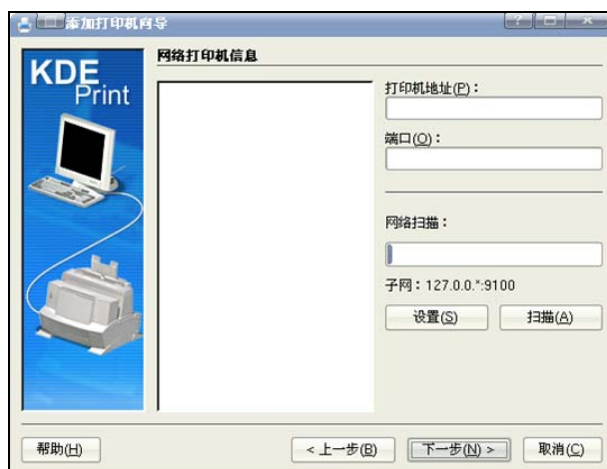 添加打印机向导
KDE
Print
网络打印机信息
打印机地址(P)：
端口(O)：
网络扫描：
子网：127.0.0.*:9100
设置(S)
扫描(A)
帮助(H)
< 上一步(B)
下一步(N) >
取消(C)